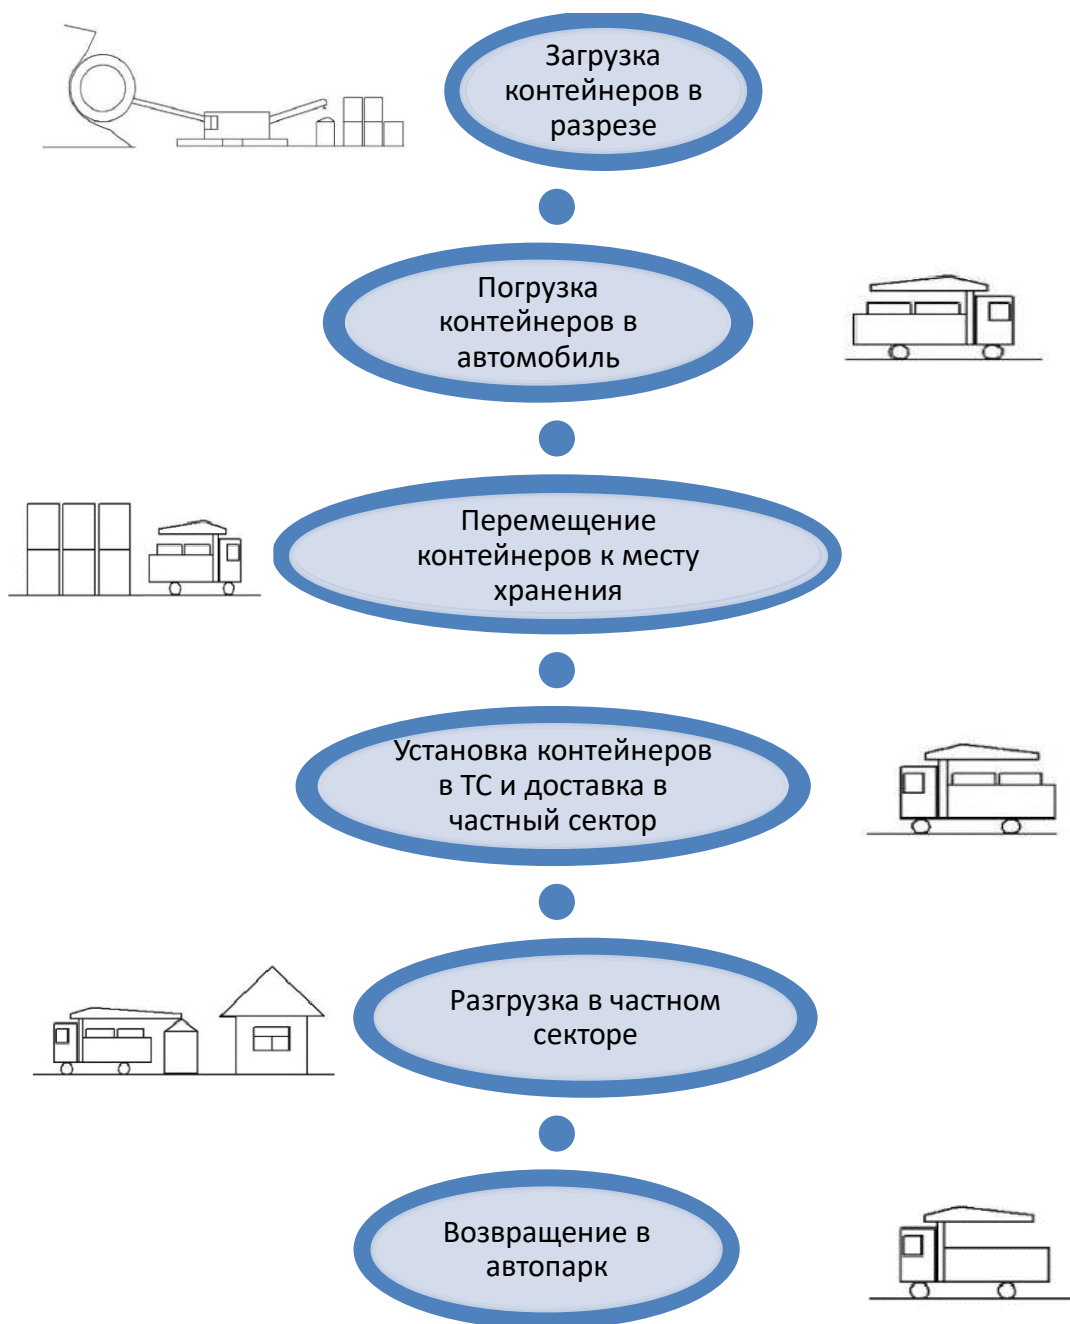 Загрузка
контейнеров в
разрезе
Погрузка
контейнеров в
автомобиль
Перемещение
контейнеров к месту
хранения
Установка контейнеров
в ТС и доставка в
частный сектор
Разгрузка в частном
секторе
Возвращение в
автопарк